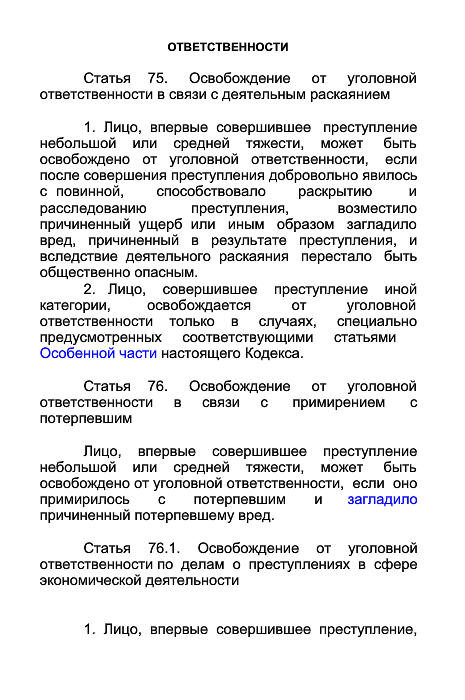 ОТВЕТСТВЕННОСТИ
Статья 75. Освобождение от уголовной
ответственности в связи с деятельным раскаянием
1. Лицо, впервые совершившее преступление
небольшой или средней тяжести, может быть
освобождено от уголовной ответственности, если
после совершения преступления добровольно явилось
с повинной, способствовало раскрытию и
расследованию преступления, возместило
причиненный ущерб или иным образом загладило
вред, причиненный в результате преступления, и
вследствие деятельного раскаяния перестало быть
общественно опасным.
2. Лицо, совершившее преступление иной
категории, освобождается от уголовной
ответственности только в случаях, специально
предусмотренных соответствующими статьями
Особенной части настоящего Кодекса.
Статья 76. Освобождение от уголовной
ответственности в связи с примирением с
потерпевшим
Лицо, впервые совершившее преступление
небольшой или средней тяжести, может быть
освобождено от уголовной ответственности, если оно
примирилось с потерпевшим и загладило
причиненный потерпевшему вред.
Статья 76.1. Освобождение от уголовной
ответственности по делам о преступлениях в сфере
экономической деятельности
1. Лицо, впервые совершившее преступление,